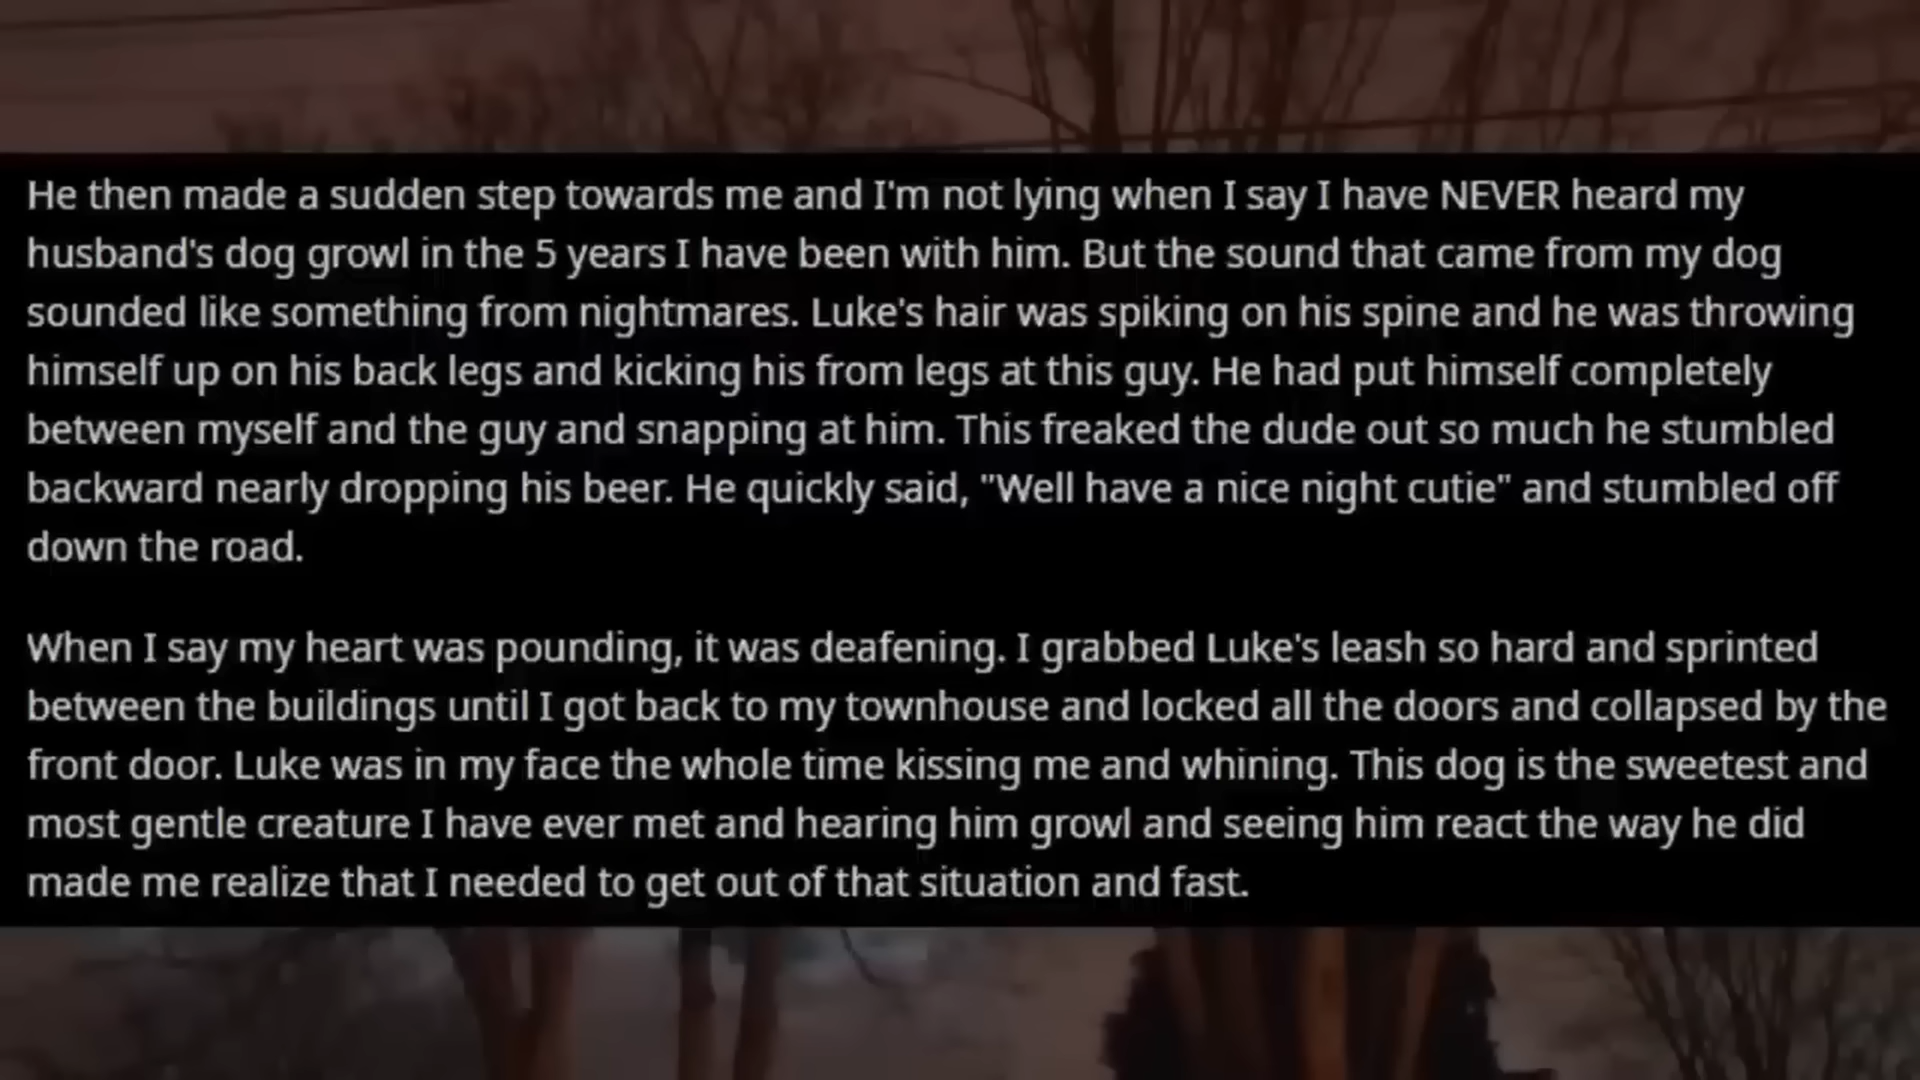 He then made a sudden step towards me and I'm not lying when I say I have NEVER heard my
husband's dog growl in the 5 years I have been with him. But the sound that came from my dog
sounded like something from nightmares. Luke's hair was spiking on his spine and he was throwing
himself up on his back legs and kicking his from legs at this guy. He had put himself completely
between myself and the guy and snapping at him. This freaked the dude out so much he stumbled
backward nearly dropping his beer. He quickly said, "Well have a nice night cutie" and stumbled off
down the road.
When I say my heart was pounding, it was deafening. I grabbed Luke's leash so hard and sprinted
between the buildings until I got back to my townhouse and locked all the doors and collapsed by the
front door. Luke was in my face the whole time kissing me and whining. This dog is the sweetest and
most gentle creature I have ever met and hearing him growl and seeing him react the way he did
made me realize that I needed to get out of that situation and fast.